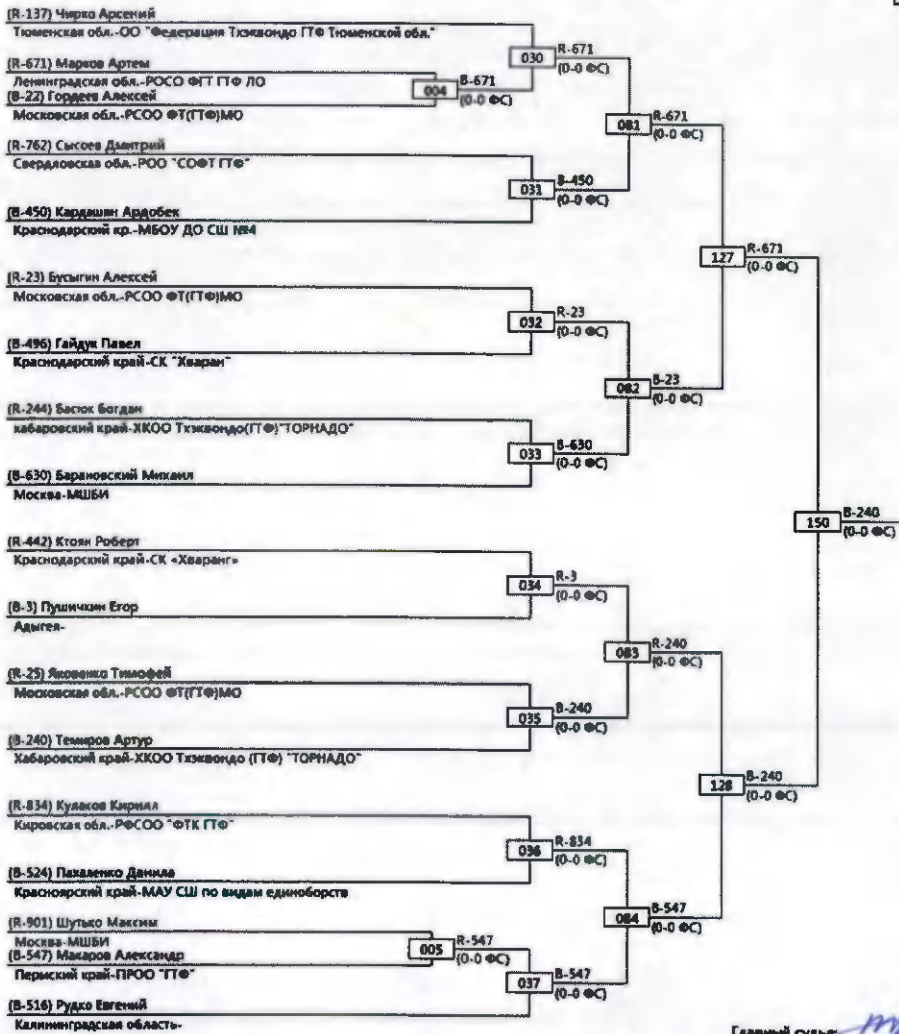 (R-137) Чирко Арсений
Тюменская обл.-ОО "Федерация Тхэквондо ГТФ Тюменской обл."
(R-671) Марков Артем
Ленинградская обл.-РОСО ФГТ ГТФ ЛО
(B-22) Гордеев Алексей
Московская обл.-РСОО ФТ(ГТФ)МО
(R-762) Сысоев Дмитрий
Свердловская обл.-РОО "СОФТ ГТФ"
(B-450) Кардашян Ардобек
Краснодарский кр.-МБОУ ДО СШ №4
(R-23) Бусыгин Алексей
Московская обл.-РСОО ФТ(ГТФ)МО
(B-496) Гайдук Павел
Краснодарский край-СК "Хваран"
(R-244) Басюк Богдан
хабаровский край-ХКОО Тхэквондо(ГТФ)"ТОРНАДО"
(B-630) Барановский Михаил
Москва-МШБИ
(R-442) Ктоян Роберт
Краснодарский край-СК «Хваранг»
(B-3) Пушичкин Егор
Адыгея-
(R-25) Яковенко Тимофей
Московская обл.-РСОО ФТ(ГТФ)МО
(B-240) Темиров Артур
Хабаровский край-ХКОО Тхэквондо (ГТФ) "ТОРНАДО"
(R-834) Кулаков Кирилл
Кировская обл.-РФСОО "ФТК ГТФ"
(B-524) Пахаленко Данила
Красноярский край-МАУ СШ по видам единоборств
(R-901) Шутько Максим
Москва-МШБИ
(B-547) Макаров Александр
Пермский край-ПРОО "ГТФ"
(B-516) Рудко Евгений
Калининградская область-
004 B-671
(0-0 ФС)
005 R-547
(0-0 ФС)
030 R-671
(0-0 ФС)
031 B-450
(0-0 ФС)
032 R-23
(0-0 ФС)
033 B-630
(0-0 ФС)
034 R-3
(0-0 ФС)
035 B-240
(0-0 ФС)
036 R-834
(0-0 ФС)
037 B-547
(0-0 ФС)
081 R-671
(0-0 ФС)
082 B-23
(0-0 ФС)
083 R-240
(0-0 ФС)
084 B-547
(0-0 ФС)
127 R-671
(0-0 ФС)
128 B-240
(0-0 ФС)
150 B-240
(0-0 ФС)
Главный судья: